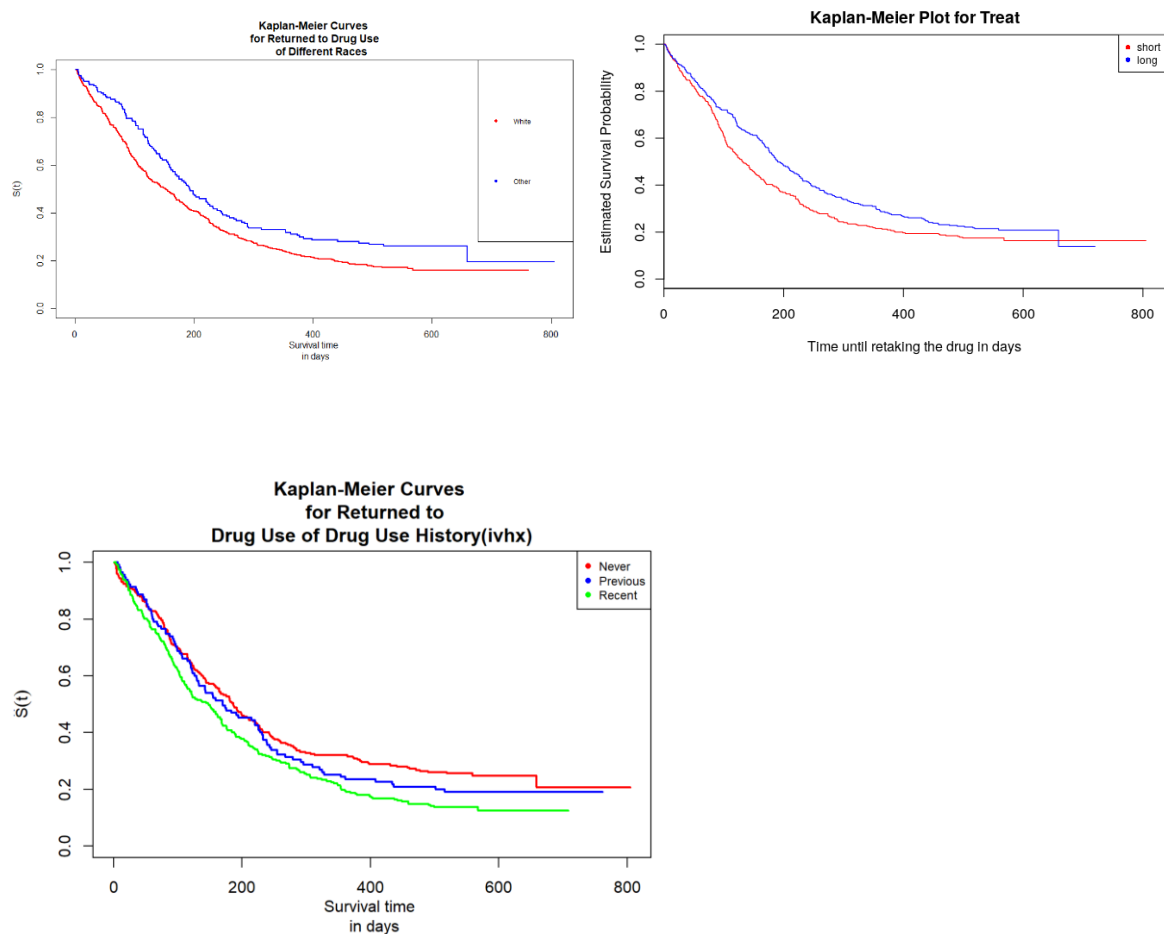 Kaplan-Meier Curves
for Returned to Drug Use
of Different Races
S(t)
1.0
0.8
0.6
0.4
0.2
0.0
White
Other
0 200 400 600 800
Survival time
in days
Kaplan-Meier Plot for Treat
Estimated Survival Probability
1.0
0.8
0.6
0.4
0.2
0.0
short
long
0 200 400 600 800
Time until retaking the drug in days
Kaplan-Meier Curves
for Returned to
Drug Use of Drug Use History(ivhx)
Ŝ(t)
1.0
0.8
0.6
0.4
0.2
0.0
Never
Previous
Recent
0 200 400 600 800
Survival time
in days